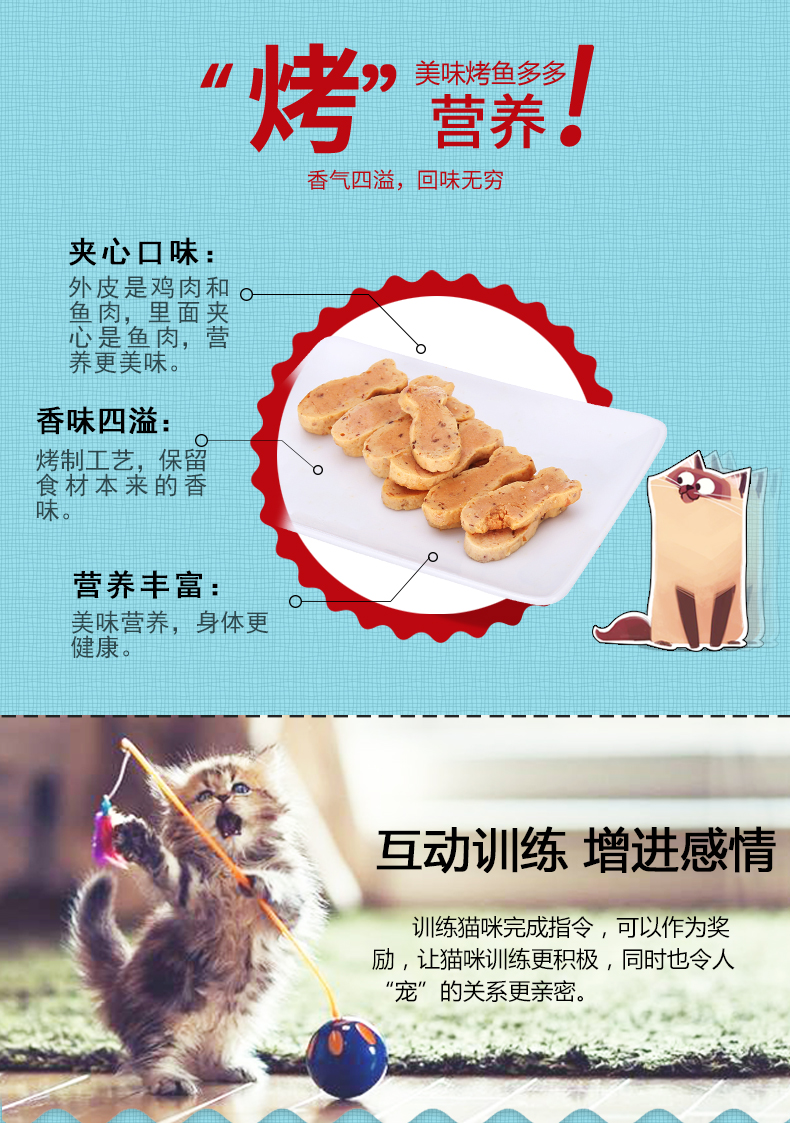 “烤”美味烤鱼多多
营养！
香气四溢，回味无穷
夹心口味：
外皮是鸡肉和
鱼肉，里面夹
心是鱼肉，营
养更美味。
香味四溢：
烤制工艺，保留
食材本来的香
味。
营养丰富：
美味营养，身体更
健康。
互动训练 增进感情
训练猫咪完成指令，可以作为奖
励，让猫咪训练更积极，同时也令人
“宠”的关系更亲密。